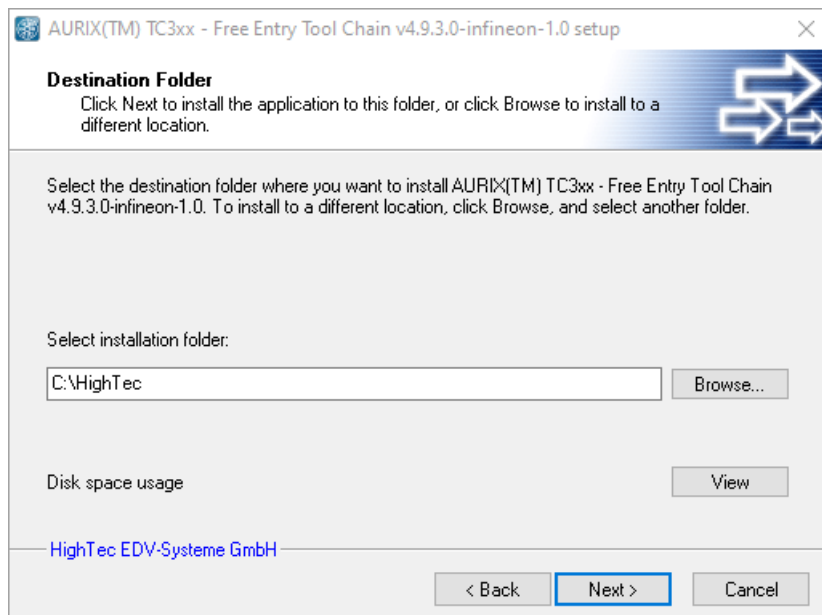 AURIX(TM) TC3xx - Free Entry Tool Chain v4.9.3.0-infineon-1.0 setup
Destination Folder
Click Next to install the application to this folder, or click Browse to install to a
different location.
Select the destination folder where you want to install AURIX(TM) TC3xx - Free Entry Tool Chain
v4.9.3.0-infineon-1.0. To install to a different location, click Browse, and select another folder.
Select installation folder:
C:\HighTec
Browse...
Disk space usage
View
HighTec EDV-Systeme GmbH
< Back
Next >
Cancel